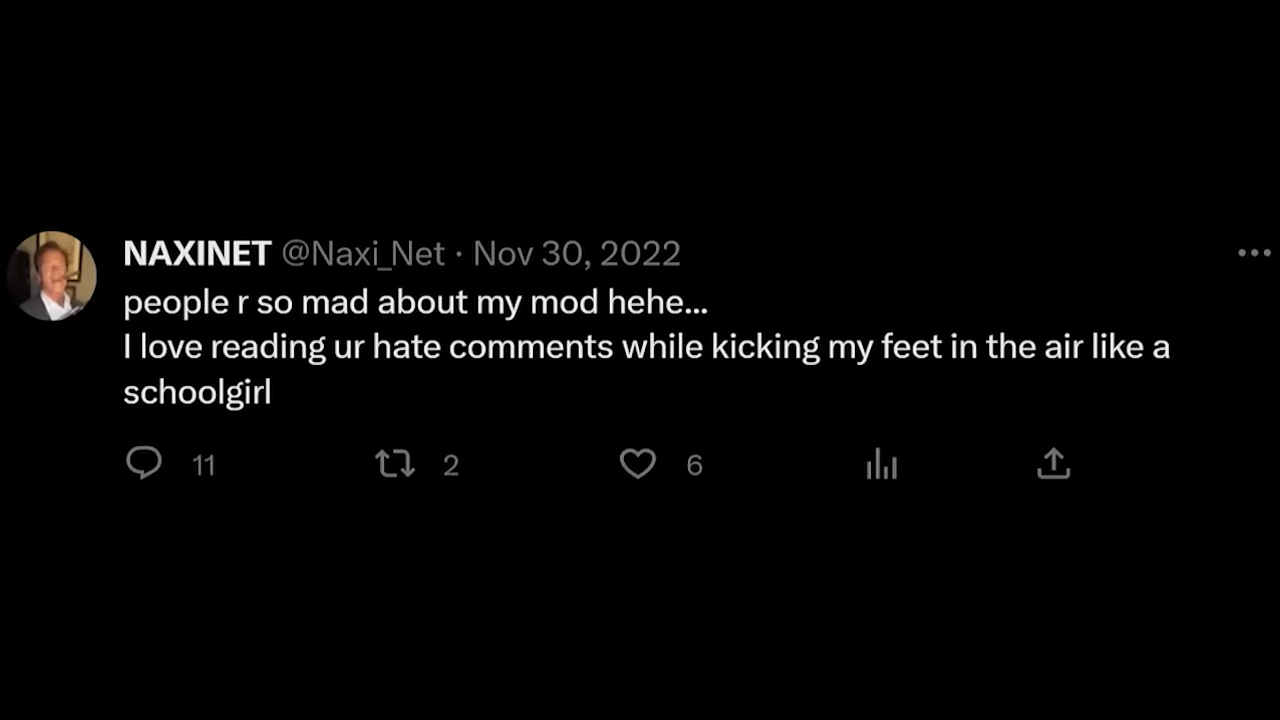 NAXINET @Naxi_Net · Nov 30, 2022
people r so mad about my mod hehe...
I love reading ur hate comments while kicking my feet in the air like a
schoolgirl
11 2 6